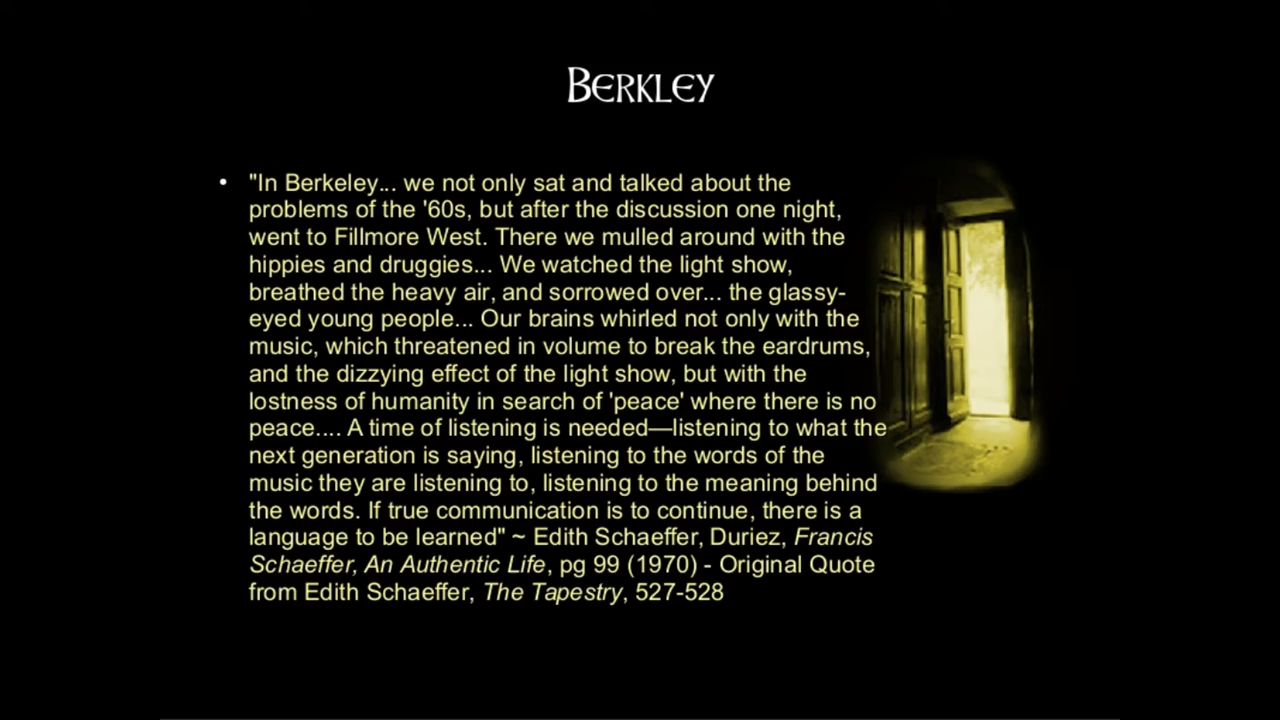 BERKLEY
• "In Berkeley... we not only sat and talked about the
problems of the '60s, but after the discussion one night,
went to Fillmore West. There we mulled around with the
hippies and druggies... We watched the light show,
breathed the heavy air, and sorrowed over... the glassy-
eyed young people... Our brains whirled not only with the
music, which threatened in volume to break the eardrums,
and the dizzying effect of the light show, but with the
lostness of humanity in search of 'peace' where there is no
peace.... A time of listening is needed—listening to what the
next generation is saying, listening to the words of the
music they are listening to, listening to the meaning behind
the words. If true communication is to continue, there is a
language to be learned" ~ Edith Schaeffer, Duriez, Francis
Schaeffer, An Authentic Life, pg 99 (1970) - Original Quote
from Edith Schaeffer, The Tapestry, 527-528